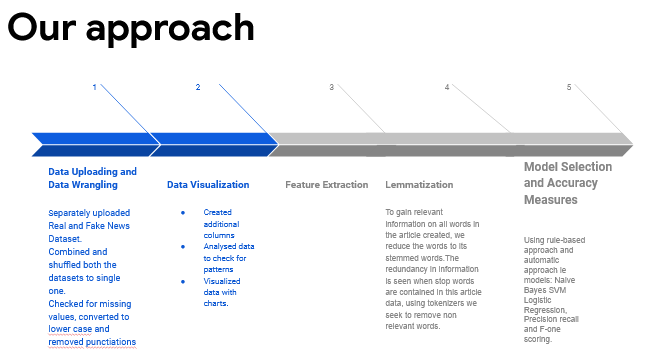 Our approach
1
2
3
4
5
Data Uploading and
Data Wrangling
Separately uploaded
Real and Fake News
Dataset.
Combined and
shuffled both the
datasets to single
one.
Checked for missing
values, converted to
lower case and
removed punctiations
Data Visualization
● Created
additional
columns
● Analysed data
to check for
patterns
● Visualized
data with
charts.
Feature Extraction
Lemmatization
To gain relevant
information on all words in
the article created, we
reduce the words to its
stemmed words.The
redundancy in information
is seen when stop words
are contained in this article
data, using tokenizers we
seek to remove non
relevant words.
Model Selection
and Accuracy
Measures
Using rule-based
approach and
automatic
approach ie
models: Naive
Bayes SVM
Logistic
Regression,
Precision recall
and F-one
scoring.